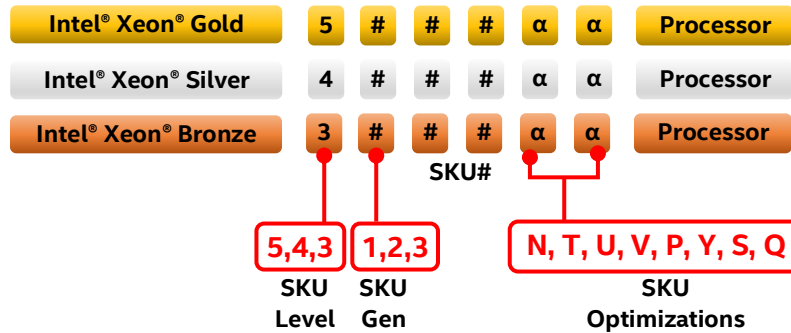 Intel® Xeon® Gold 5 # # # α α Processor
Intel® Xeon® Silver 4 # # # α α Processor
Intel® Xeon® Bronze 3 # # # α α Processor
SKU#
5,4,3 1,2,3 N, T, U, V, P, Y, S, Q
SKU SKU SKU
Level Gen Optimizations